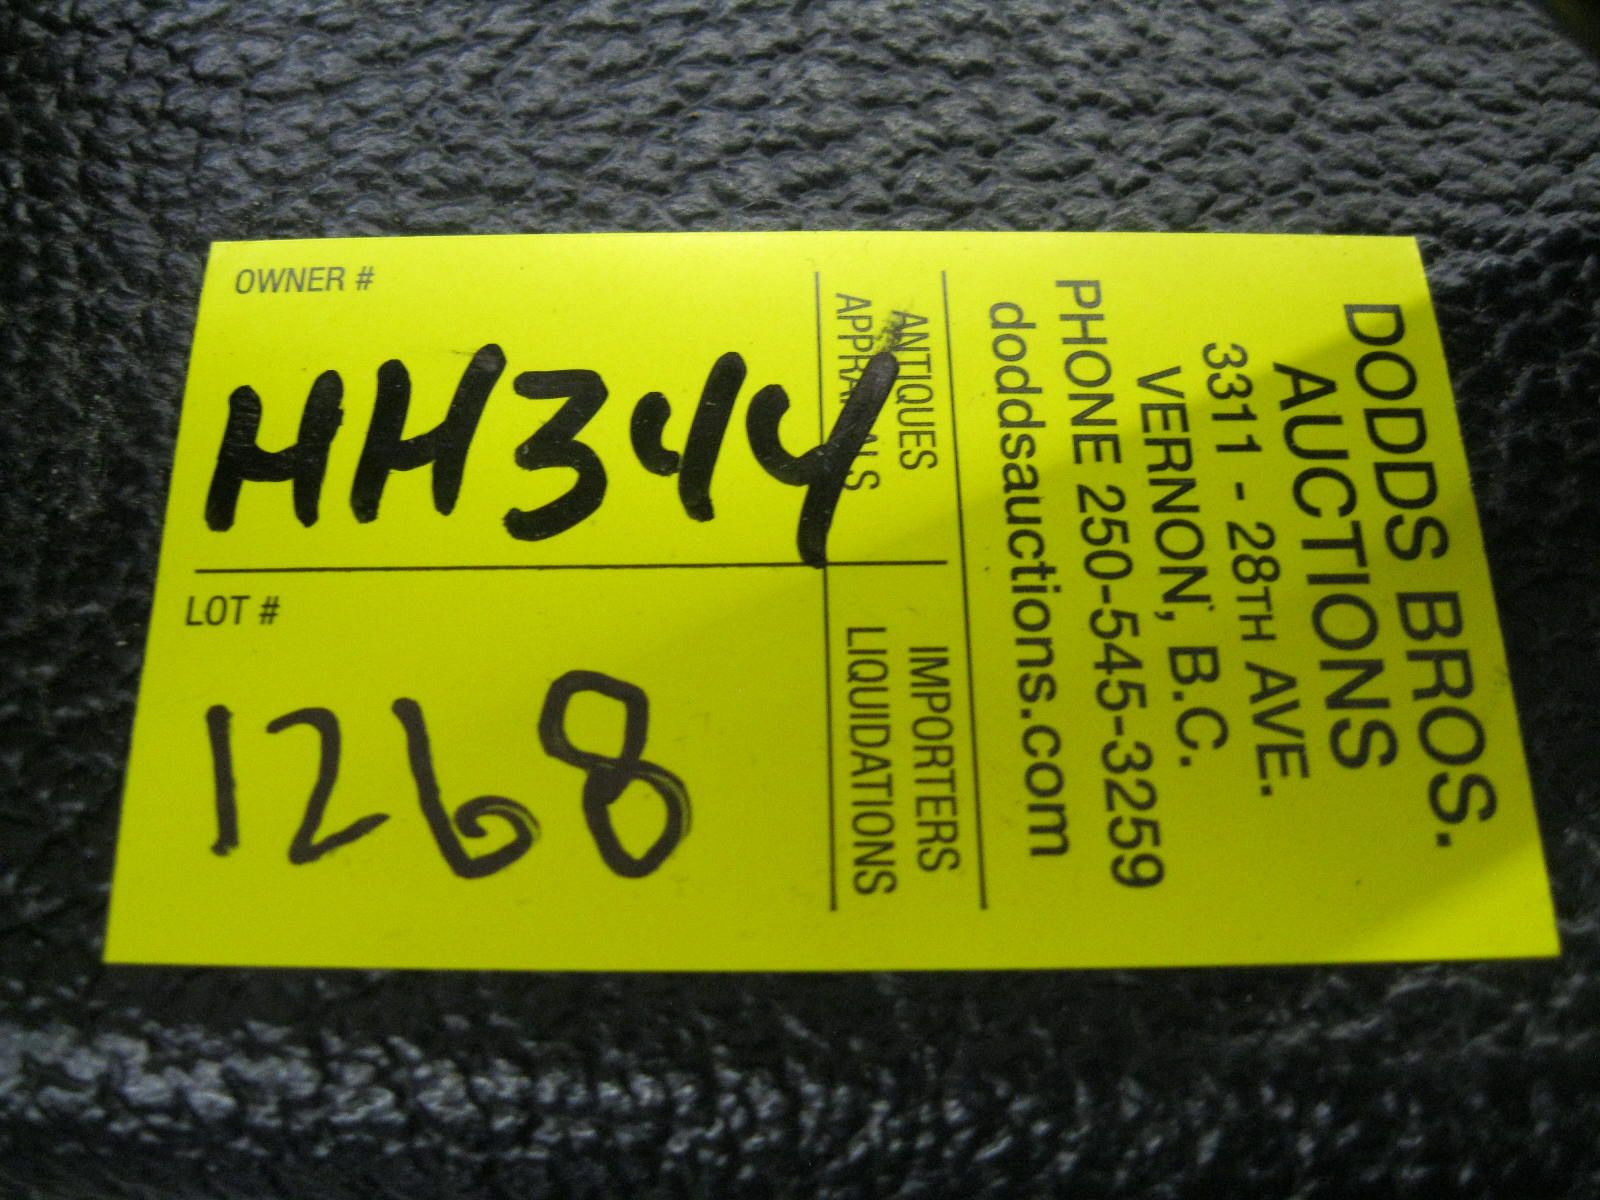 OWNER #
HH344
LOT #
1268
ANTIQUES
APPRAISALS
IMPORTERS
LIQUIDATIONS
DODDS BROS.
AUCTIONS
3311 - 28TH AVE.
VERNON, B.C.
PHONE 250-545-3259
doddsauctions.com